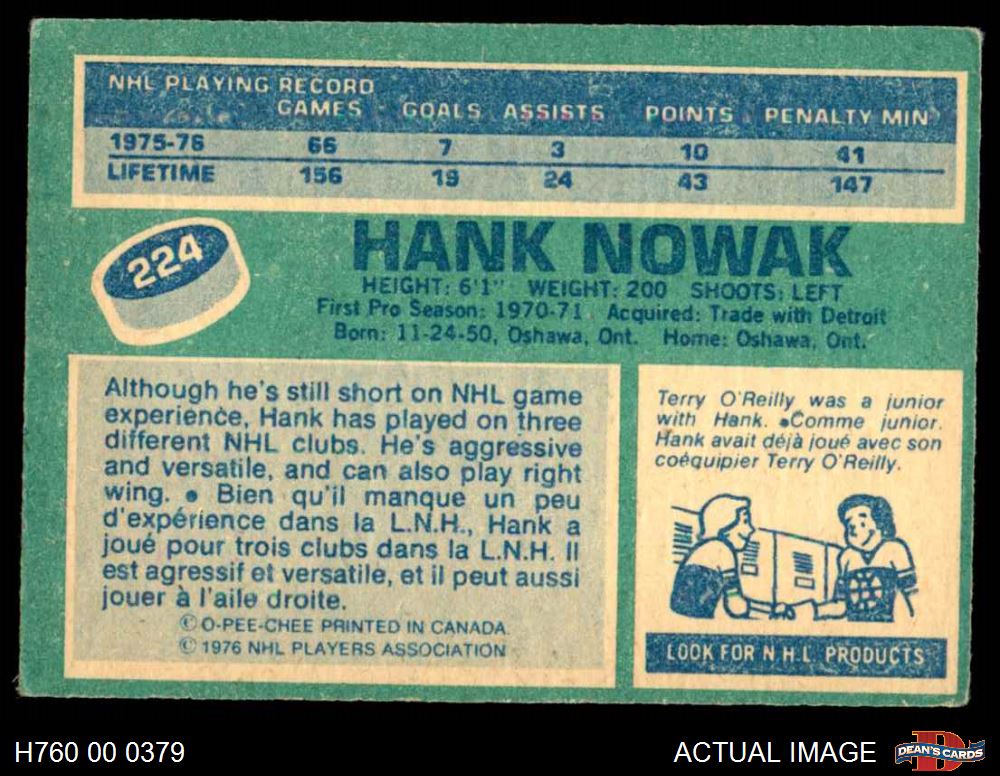 NHL PLAYING RECORD
GAMES GOALS ASSISTS POINTS PENALTY MIN
1975-76 66 7 3 10 41
LIFETIME 156 19 24 43 147
224
HANK NOWAK
HEIGHT: 6'1" WEIGHT: 200 SHOOTS: LEFT
First Pro Season: 1970-71 Acquired: Trade with Detroit
Born: 11-24-50, Oshawa, Ont. Home: Oshawa, Ont.
Although he's still short on NHL game
experience, Hank has played on three
different NHL clubs. He's aggressive
and versatile, and can also play right
wing. ● Bien qu'il manque un peu
d'expérience dans la L.N.H., Hank a
joué pour trois clubs dans la L.N.H. Il
est agressif et versatile, et il peut aussi
jouer à l'aile droite.
© O-PEE-CHEE PRINTED IN CANADA
© 1976 NHL PLAYERS ASSOCIATION
Terry O'Reilly was a junior
with Hank. ●Comme junior.
Hank avait déjà joué avec son
coéquipier Terry O'Reilly.
LOOK FOR N H L PRODUCTS
H760 00 0379
ACTUAL IMAGE
D
DEAN'S CARDS